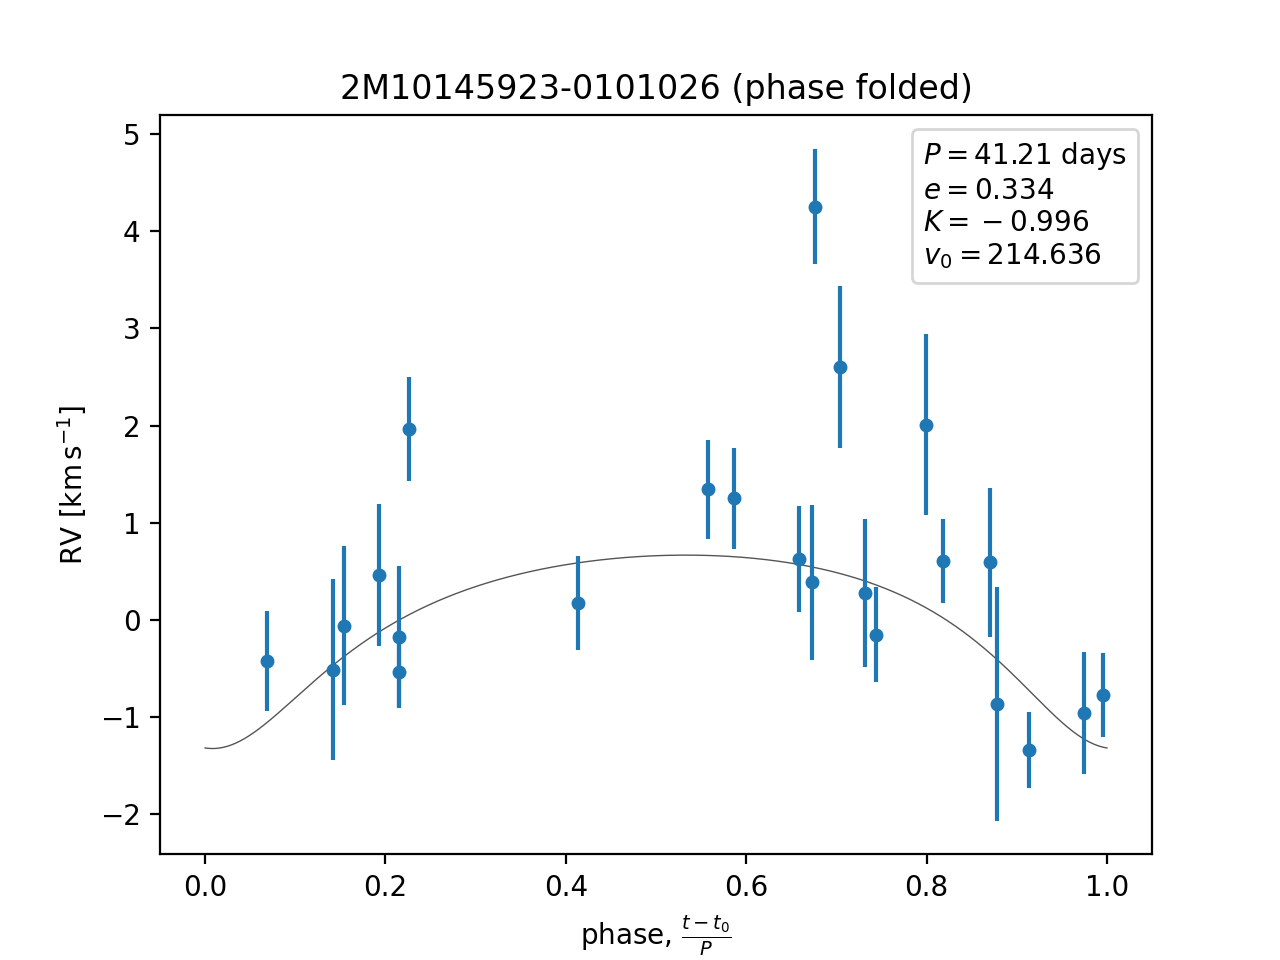 2M10145923-0101026 (phase folded)
P = 41.21 days
e = 0.334
K = −0.996
v₀ = 214.636
RV [km s⁻¹]
5
4
3
2
1
0
−1
−2
0.0 0.2 0.4 0.6 0.8 1.0
phase, (t − t₀)/P